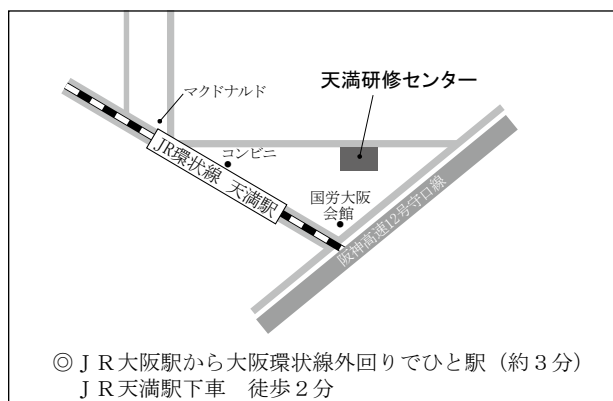 マクドナルド
天満研修センター
コンビニ
JR環状線 天満駅
国労大阪
会館
阪神高速12号守口線
◎ＪＲ大阪駅から大阪環状線外回りでひと駅（約３分）
ＪＲ天満駅下車　徒歩２分